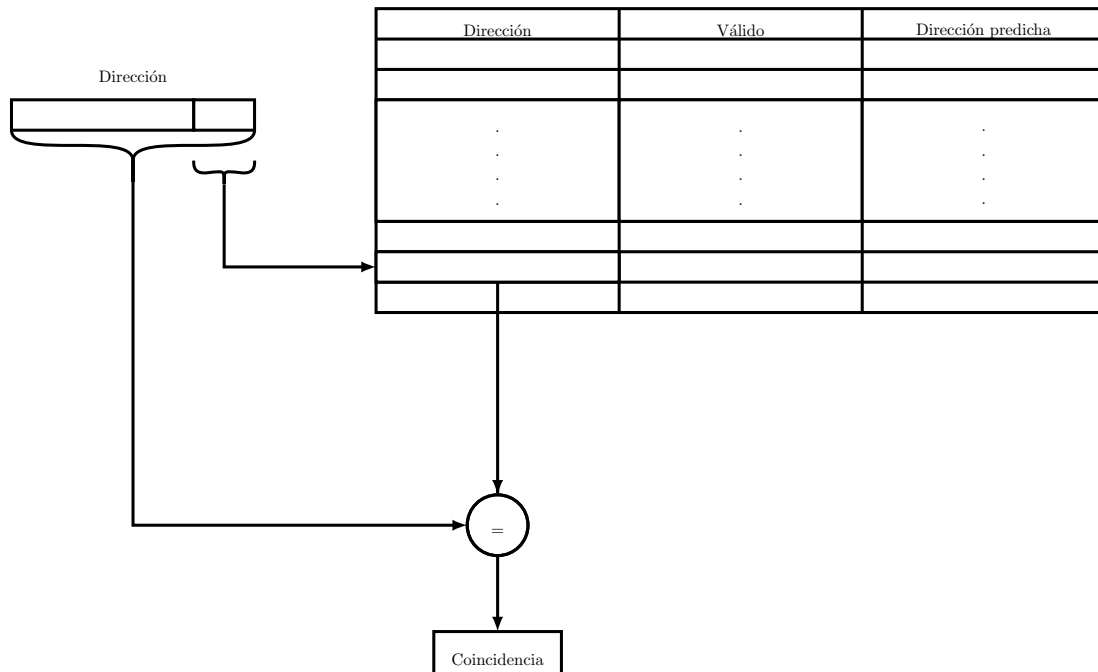 Dirección Válido Dirección predicha
Dirección
. . .
. . .
. . .
. . .
=
Coincidencia